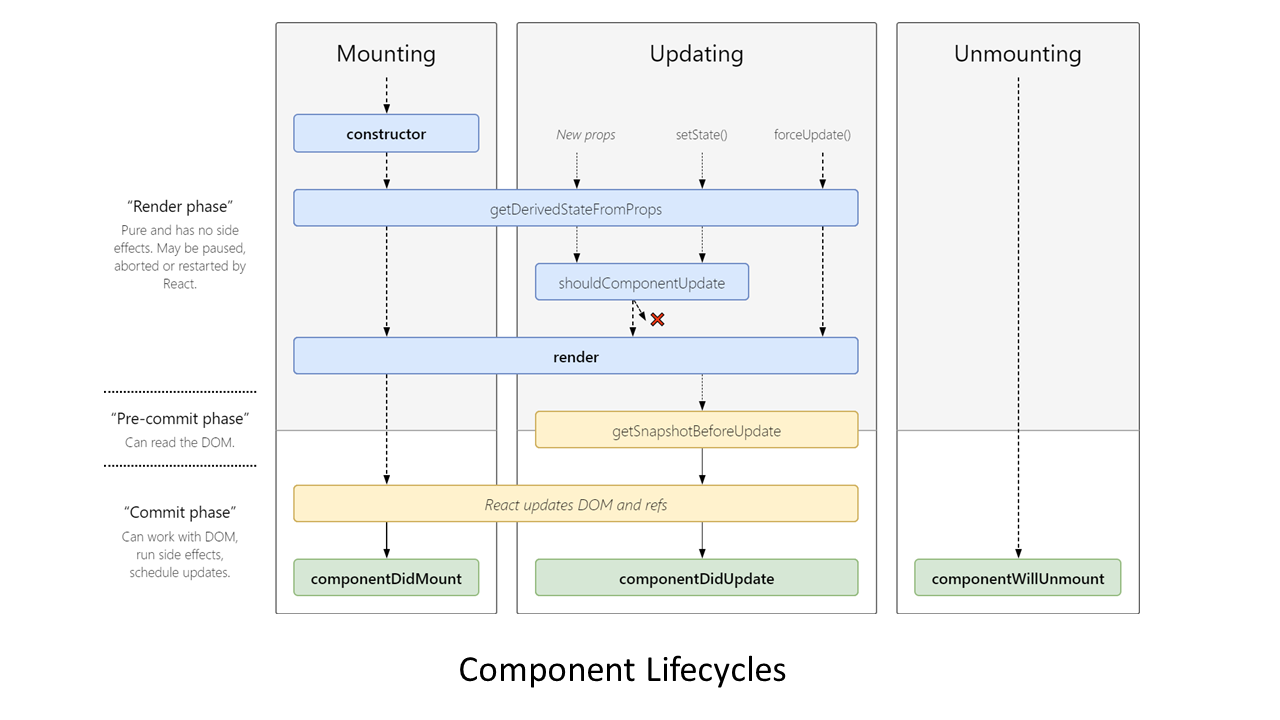 Mounting
Updating
Unmounting
constructor
New props
setState()
forceUpdate()
“Render phase”
Pure and has no side
effects. May be paused,
aborted or restarted by
React.
getDerivedStateFromProps
shouldComponentUpdate
render
“Pre-commit phase”
Can read the DOM.
getSnapshotBeforeUpdate
“Commit phase”
Can work with DOM,
run side effects,
schedule updates.
React updates DOM and refs
componentDidMount
componentDidUpdate
componentWillUnmount
Component Lifecycles